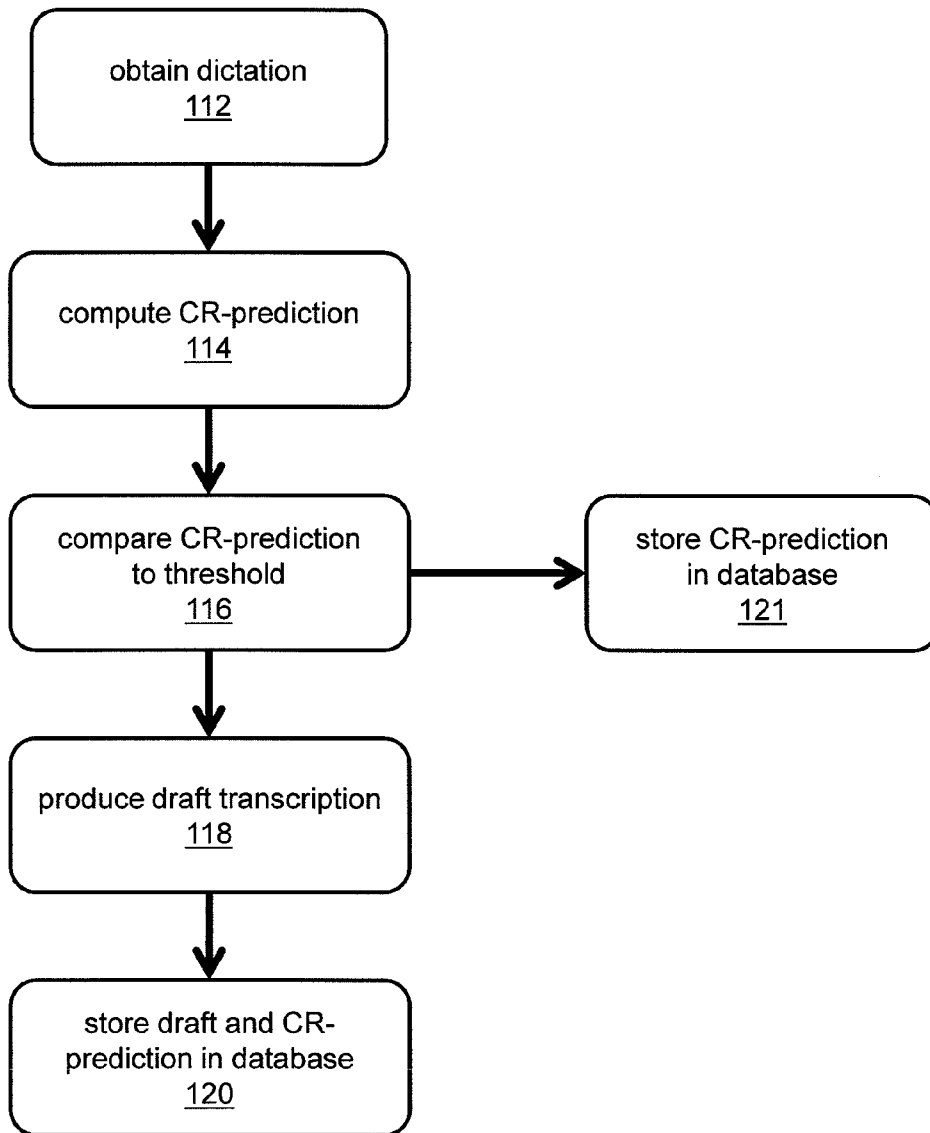 obtain dictation
112
compute CR-prediction
114
compare CR-prediction
to threshold
116
store CR-prediction
in database
121
produce draft transcription
118
store draft and CR-
prediction in database
120